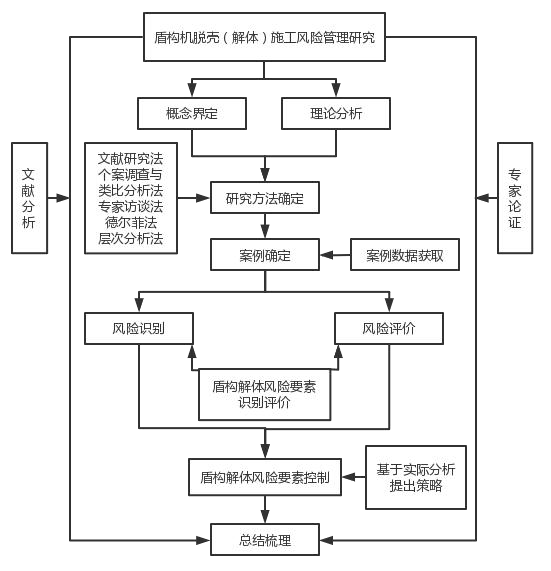 盾构机脱壳（解体）施工风险管理研究
概念界定
理论分析
文
献
分
析
文献研究法
个案调查与
类比分析法
专家访谈法
德尔菲法
层次分析法
专
家
论
证
研究方法确定
案例确定
案例数据获取
风险识别
风险评价
盾构解体风险要素
识别评价
盾构解体风险要素控制
基于实际分析
提出策略
总结梳理